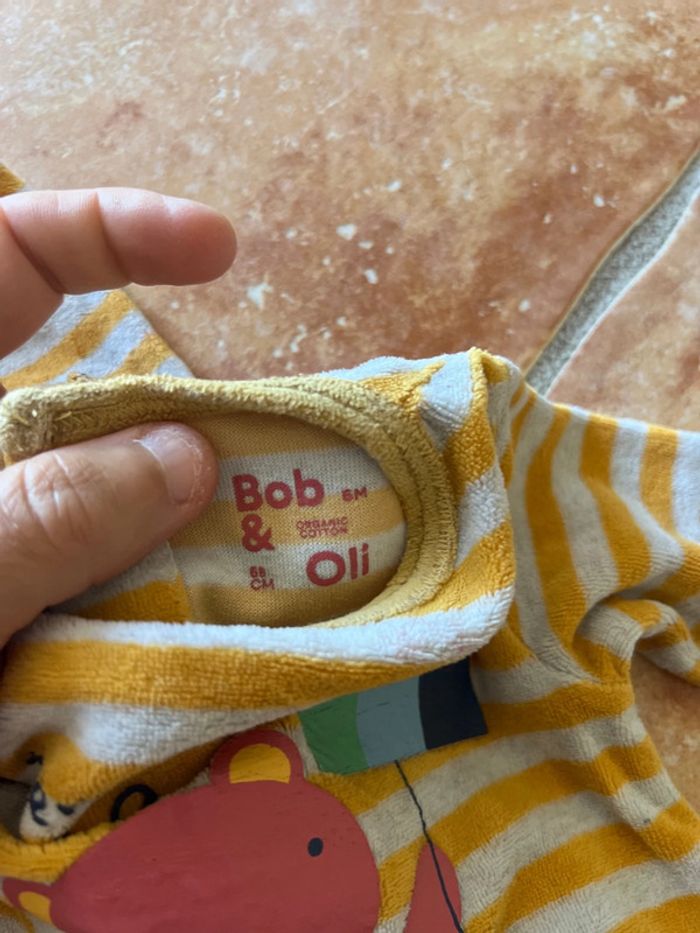 Bob 6M
& ORGANIC
COTTON
68
CM Oli